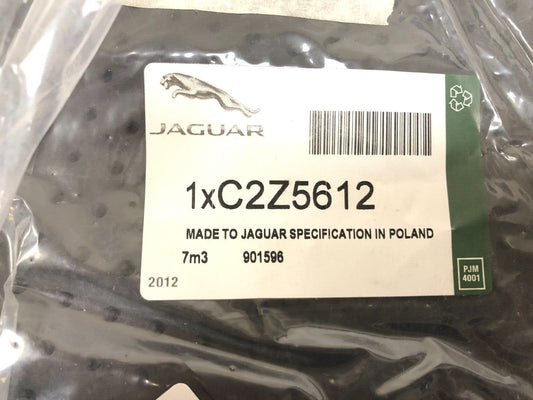 JAGUAR
1xC2Z5612
MADE TO JAGUAR SPECIFICATION IN POLAND
7m3 901596
2012
PJM
4001